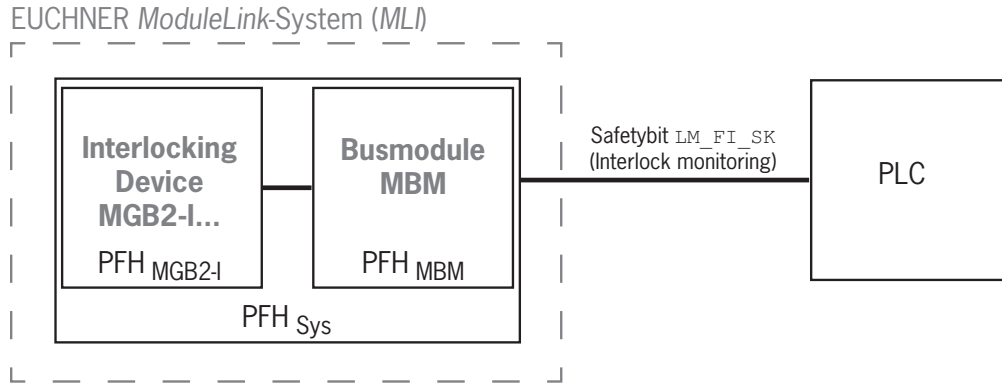 EUCHNER ModuleLink-System (MLI)
Interlocking
Device
MGB2-I...
PFH MGB2-I
Busmodule
MBM
PFH MBM
PFH Sys
Safetybit LM_FI_SK
(Interlock monitoring)
PLC